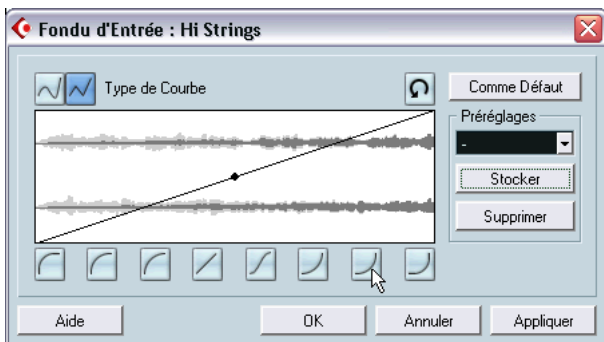 Fondu d'Entrée : Hi Strings
Type de Courbe
Comme Défaut
Préréglages
-
Stocker
Supprimer
Aide
OK
Annuler
Appliquer